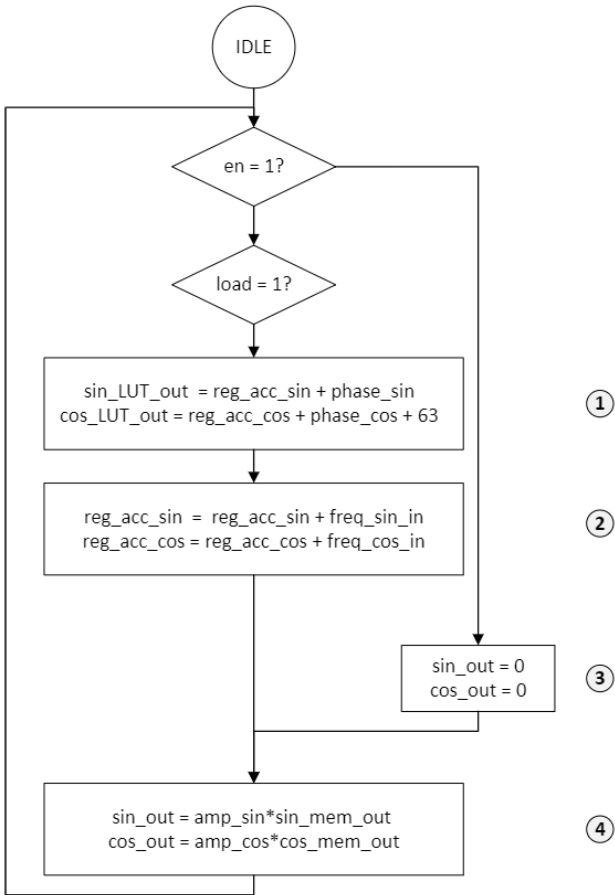 IDLE
en = 1?
load = 1?
sin_LUT_out = reg_acc_sin + phase_sin
cos_LUT_out = reg_acc_cos + phase_cos + 63
1
reg_acc_sin = reg_acc_sin + freq_sin_in
reg_acc_cos = reg_acc_cos + freq_cos_in
2
sin_out = 0
cos_out = 0
3
sin_out = amp_sin*sin_mem_out
cos_out = amp_cos*cos_mem_out
4